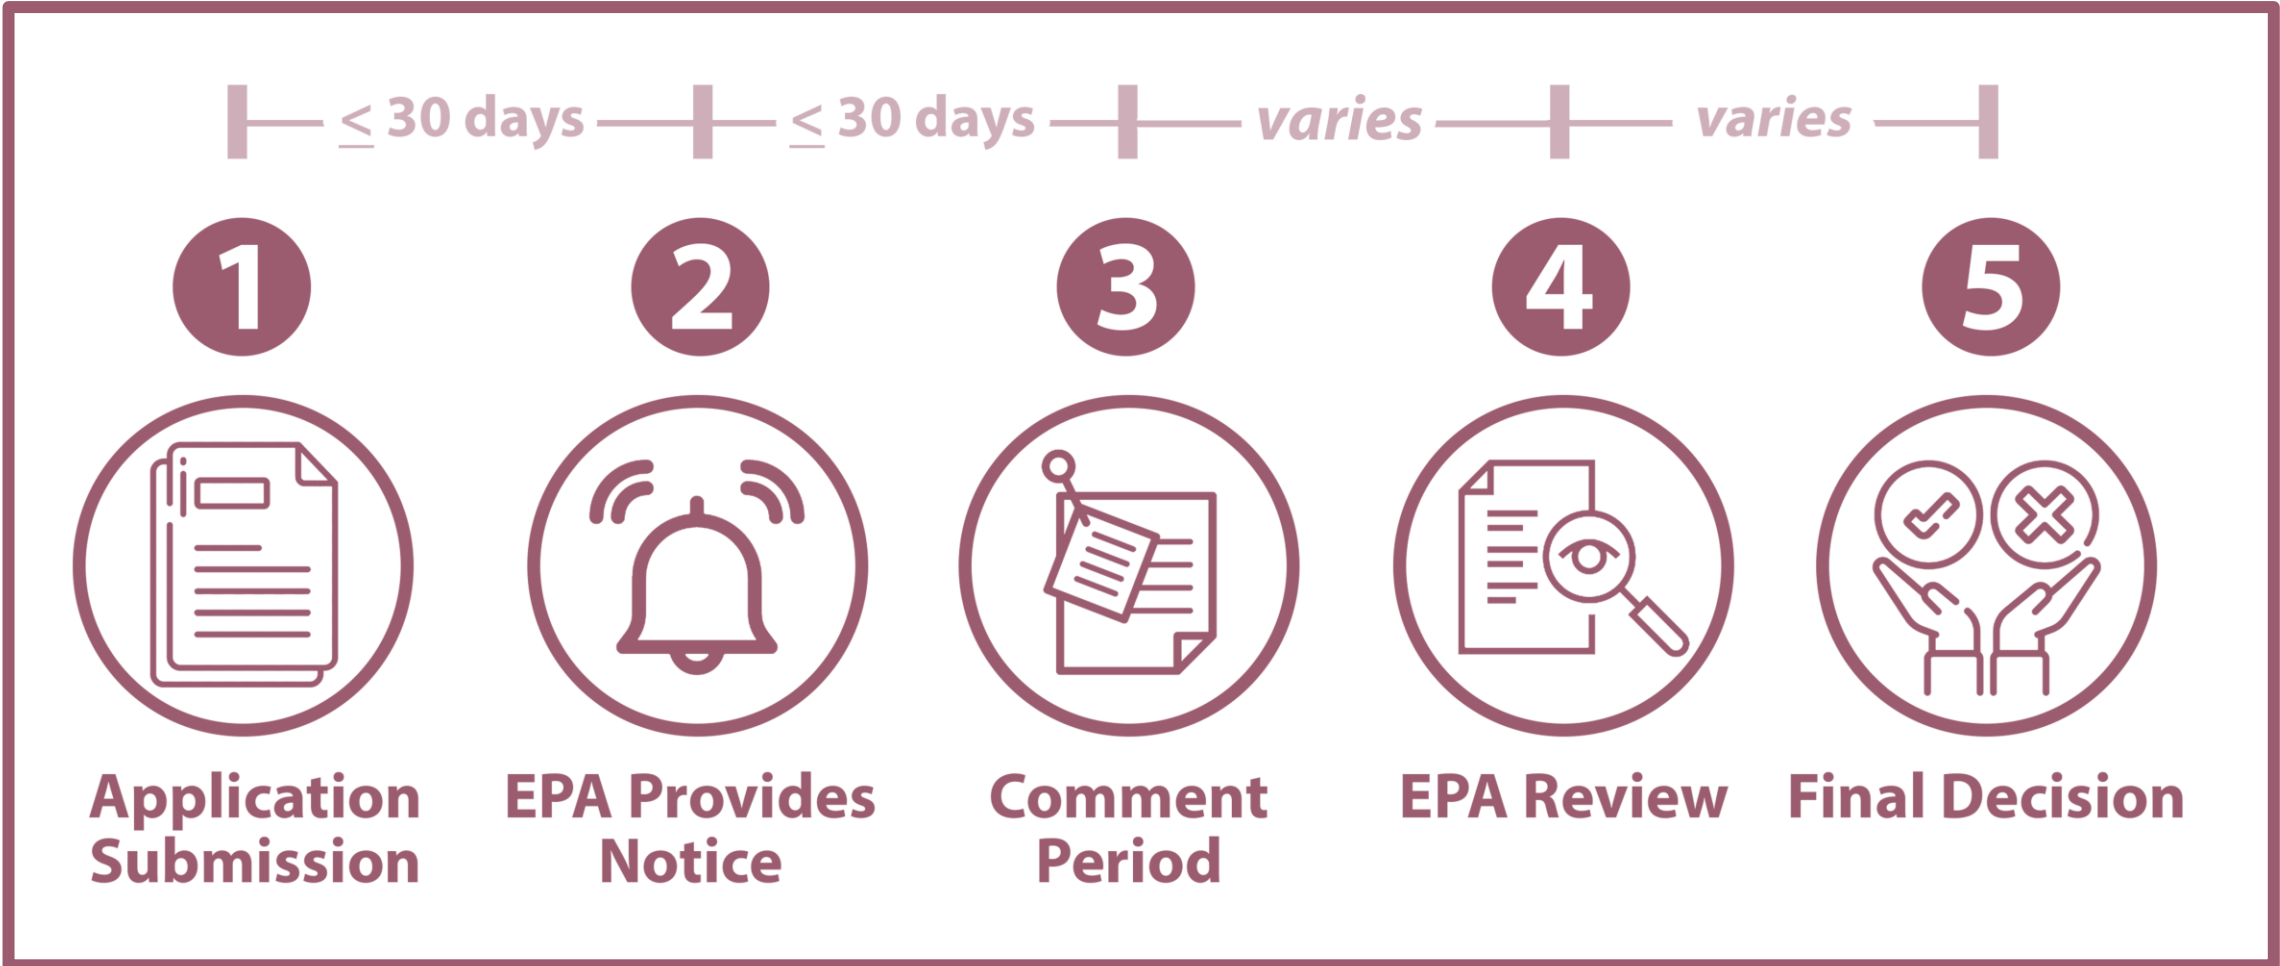 ≤ 30 days ≤ 30 days varies varies
1 2 3 4 5
Application EPA Provides Comment EPA Review Final Decision
Submission Notice Period